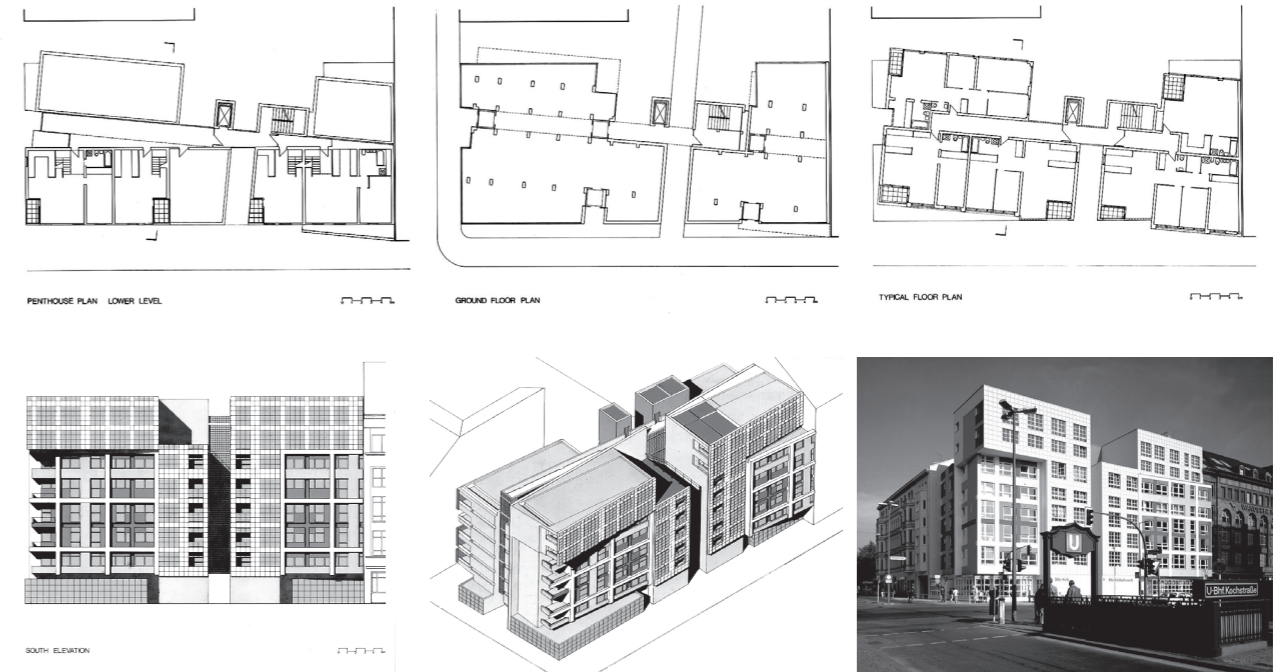 PENTHOUSE PLAN LOWER LEVEL
GROUND FLOOR PLAN
TYPICAL FLOOR PLAN
SOUTH ELEVATION
U
U-Bhf.Kochstraße